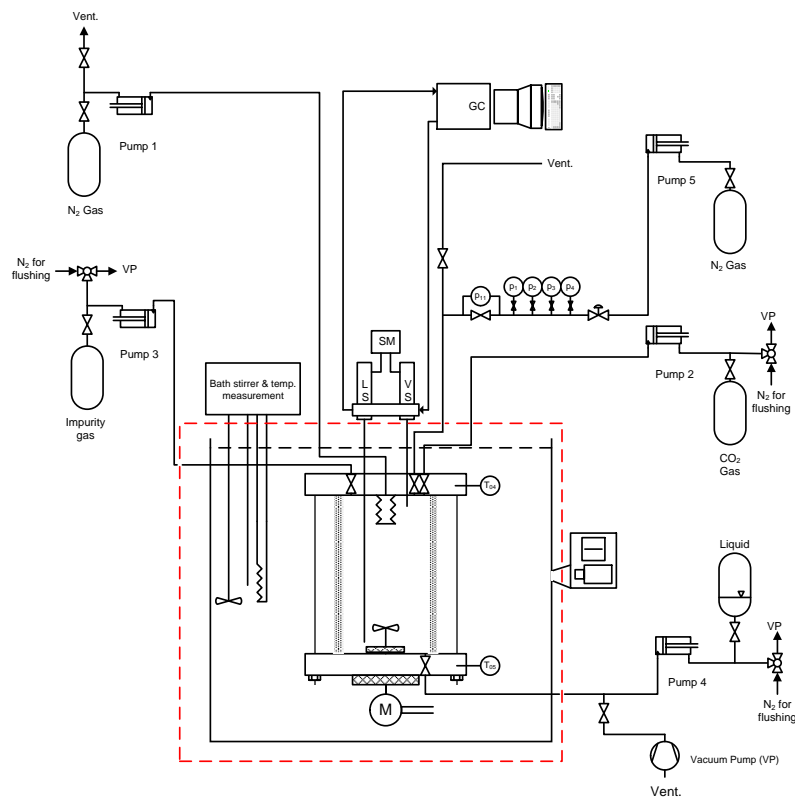 Vent.
Pump 1
N₂ Gas
GC
Vent.
Pump 5
N₂ Gas
N₂ for
flushing
VP
Pump 3
Impurity
gas
P₁₁
P₁
P₂
P₃
P₄
VP
Pump 2
N₂ for
flushing
CO₂
Gas
SM
L
S
V
S
Bath stirrer & temp.
measurement
T₀₄
T₀₅
M
Liquid
VP
Pump 4
N₂ for
flushing
Vacuum Pump (VP)
Vent.